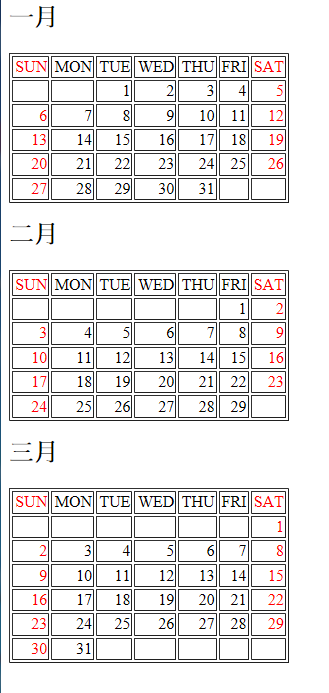 一月
SUN MON TUE WED THU FRI SAT
1 2 3 4 5
6 7 8 9 10 11 12
13 14 15 16 17 18 19
20 21 22 23 24 25 26
27 28 29 30 31
二月
SUN MON TUE WED THU FRI SAT
1 2
3 4 5 6 7 8 9
10 11 12 13 14 15 16
17 18 19 20 21 22 23
24 25 26 27 28 29
三月
SUN MON TUE WED THU FRI SAT
1
2 3 4 5 6 7 8
9 10 11 12 13 14 15
16 17 18 19 20 21 22
23 24 25 26 27 28 29
30 31